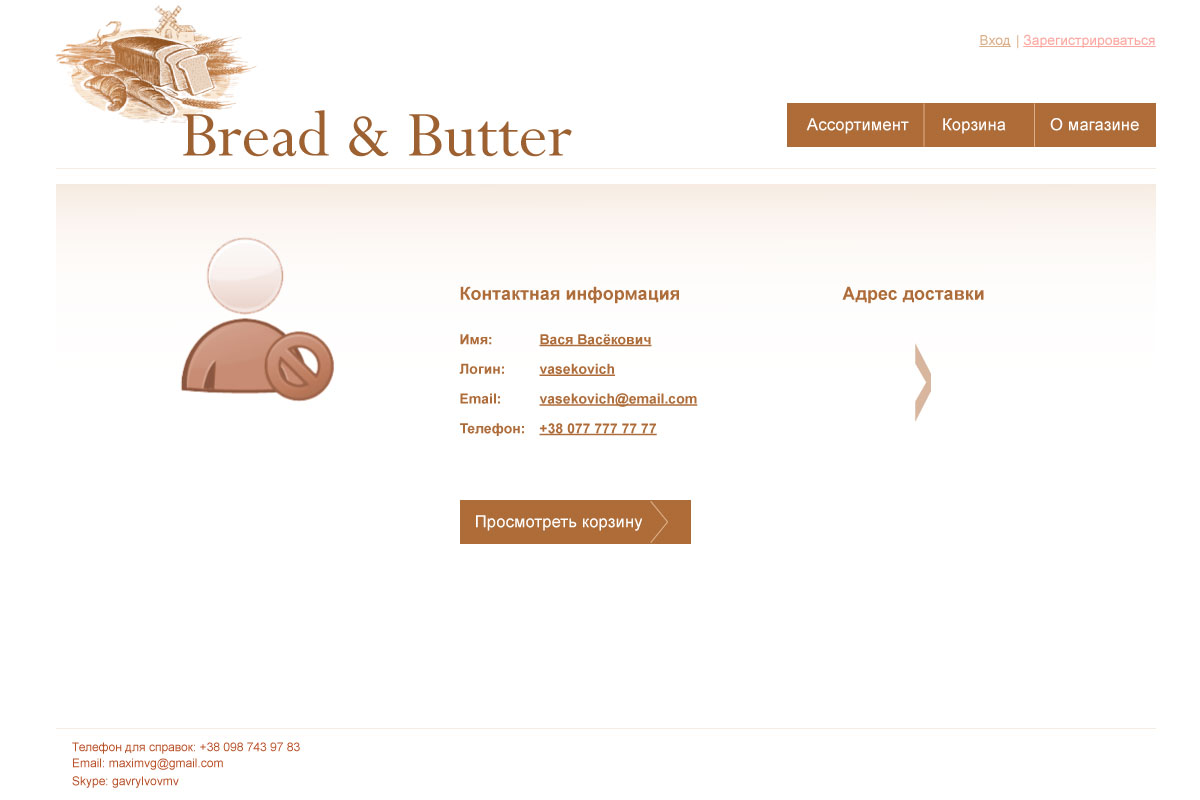 Вход | Зарегистрироваться
Bread & Butter
Ассортимент Корзина О магазине
Контактная информация
Имя: Вася Васёкович
Логин: vasekovich
Email: vasekovich@email.com
Телефон: +38 077 777 77 77
Просмотреть корзину
Адрес доставки
Телефон для справок: +38 098 743 97 83
Email: maximvg@gmail.com
Skype: gavrylvovmv